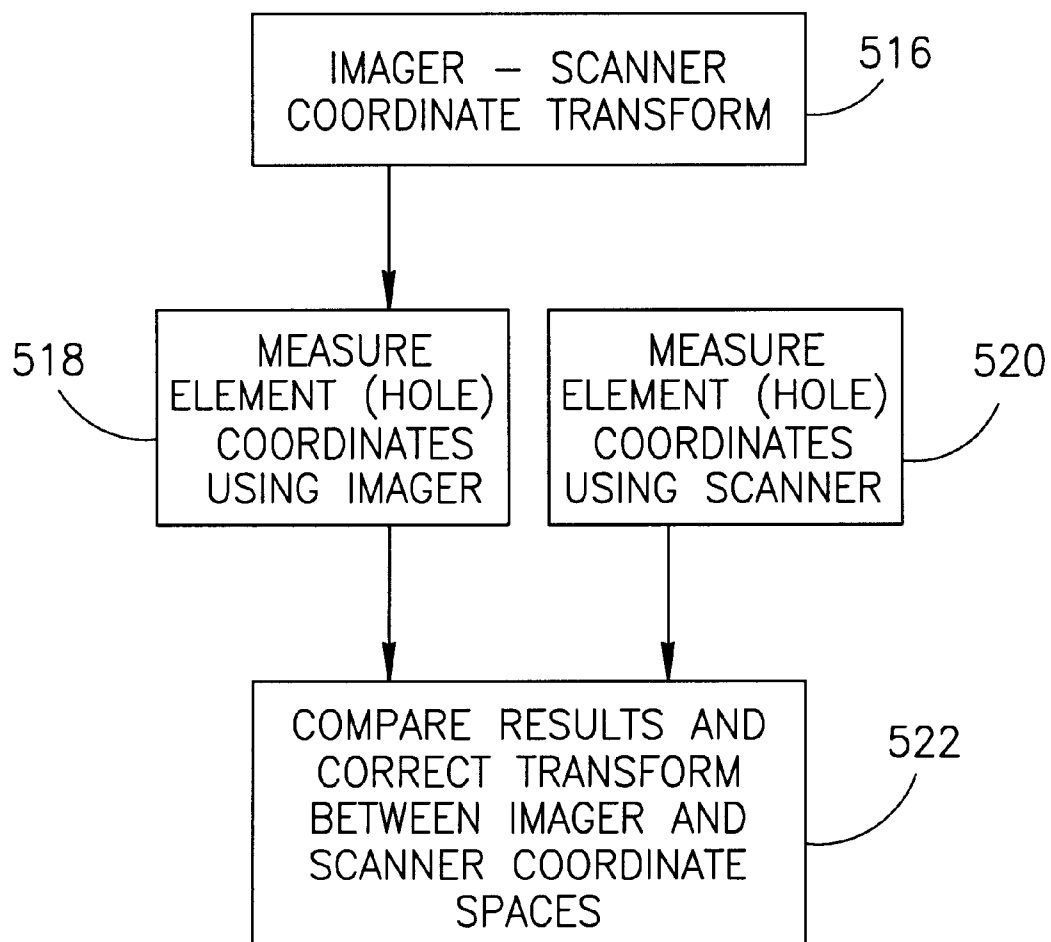 IMAGER – SCANNER
COORDINATE TRANSFORM
516
518
MEASURE
ELEMENT (HOLE)
COORDINATES
USING IMAGER
MEASURE
ELEMENT (HOLE)
COORDINATES
USING SCANNER
520
COMPARE RESULTS AND
CORRECT TRANSFORM
BETWEEN IMAGER AND
SCANNER COORDINATE
SPACES
522